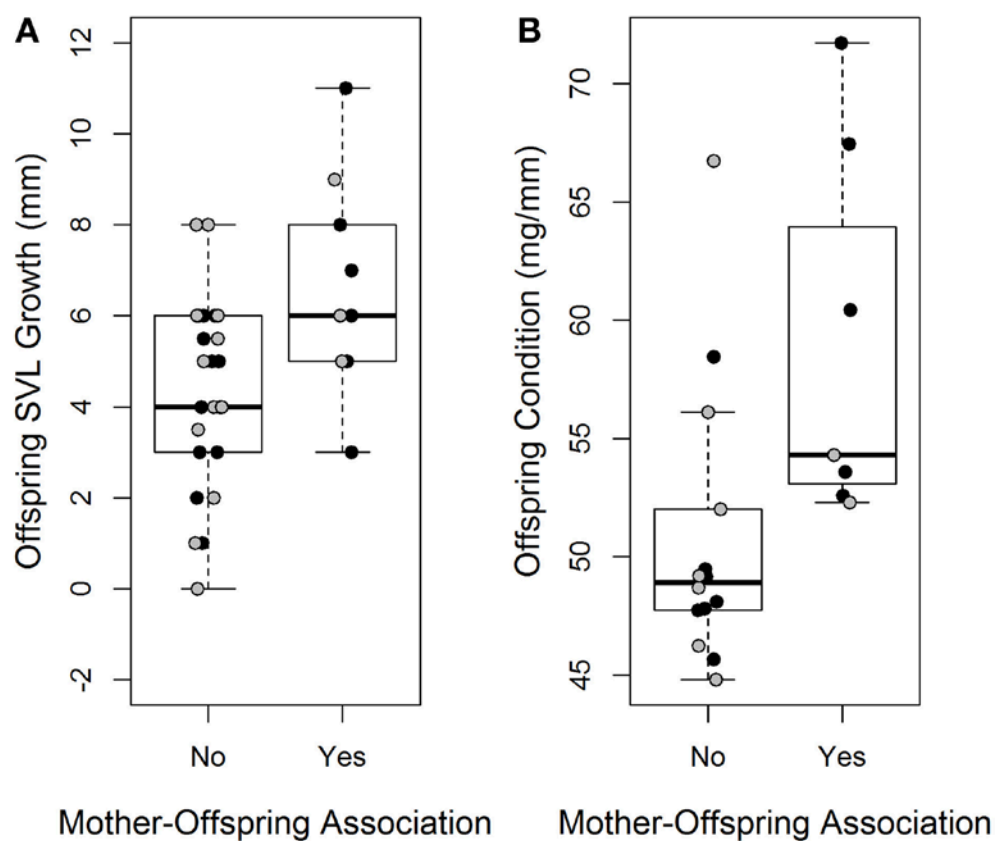 A
B
Offspring SVL Growth (mm)
12
10
8
6
4
2
0
-2
No
Yes
Mother-Offspring Association
Offspring Condition (mg/mm)
70
65
60
55
50
45
No
Yes
Mother-Offspring Association